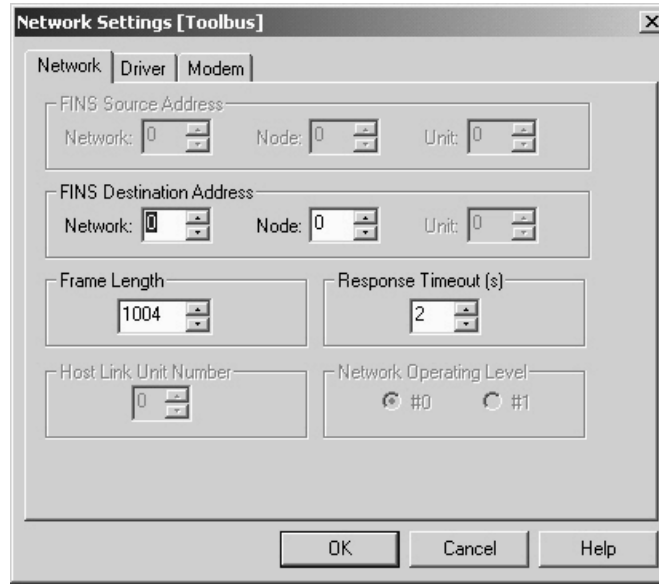 Network Settings [Toolbus]
Network Driver Modem
FINS Source Address
Network: 0 Node: 0 Unit: 0
FINS Destination Address
Network: 0 Node: 0 Unit: 0
Frame Length Response Timeout (s)
1004 2
Host Link Unit Number Network Operating Level
0 #0 #1
OK Cancel Help